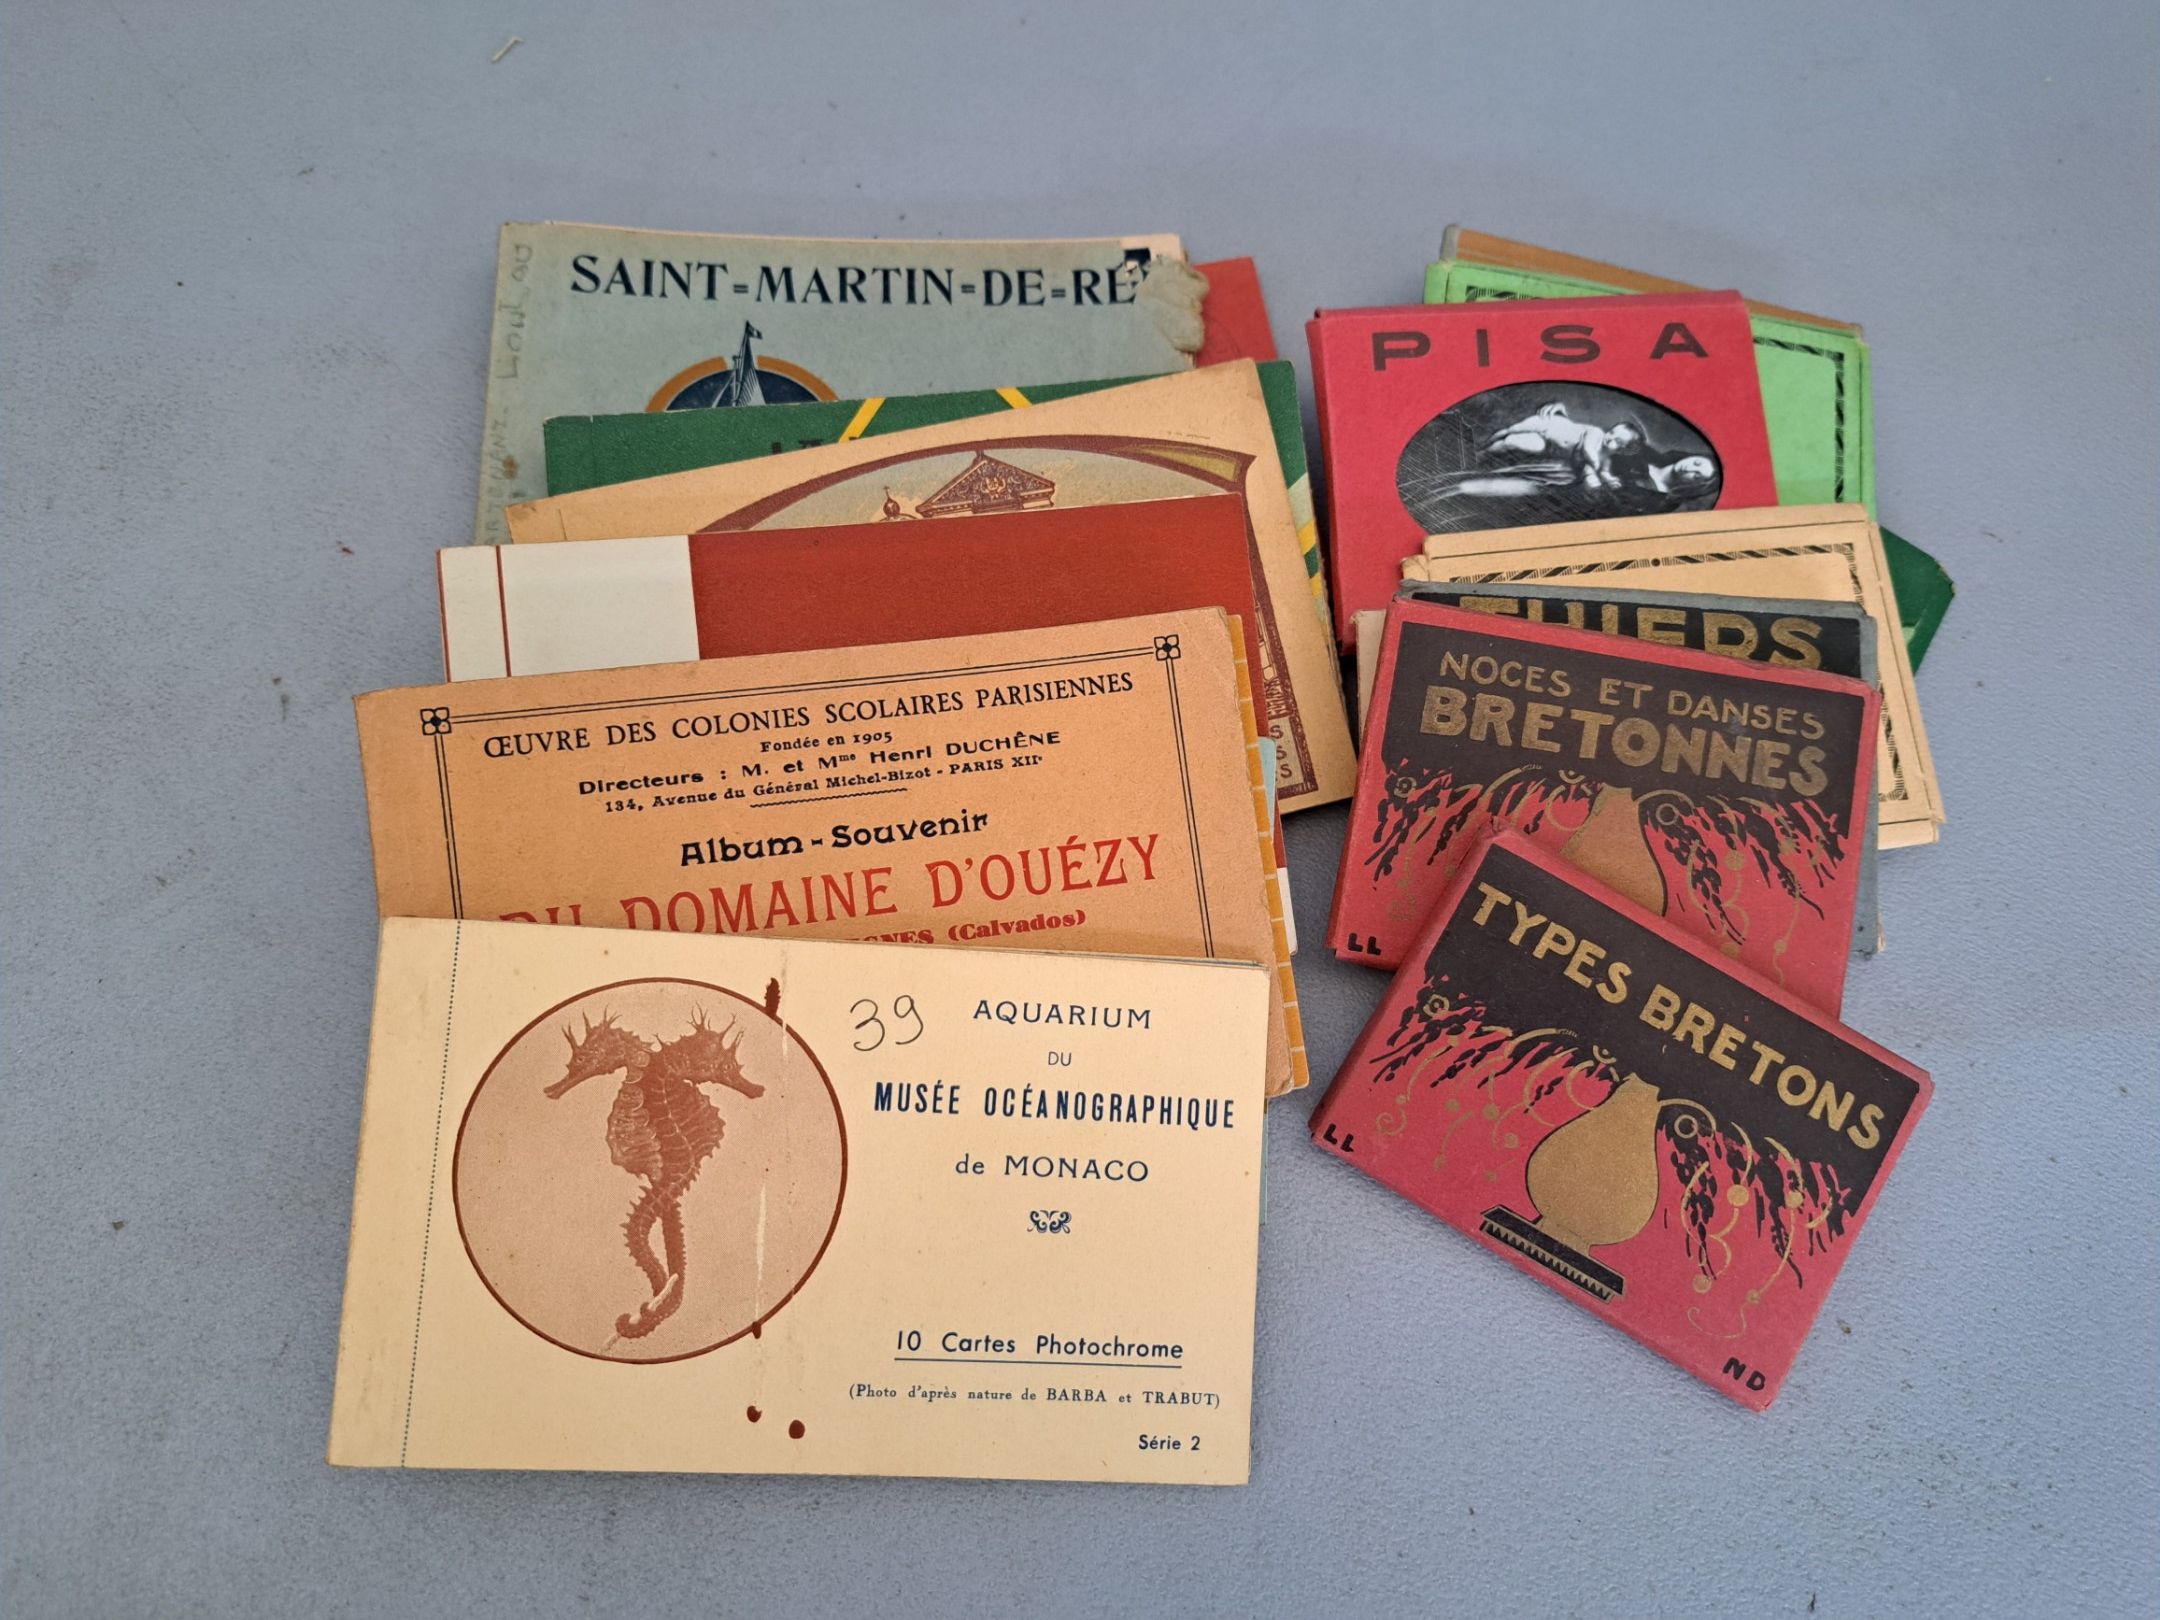 SAINT=MARTIN=DE=RÉ
ŒUVRE DES COLONIES SCOLAIRES PARISIENNES
Fondée en 1905
Directeurs : M. et Mme Henri DUCHÊNE
134, Avenue du Général Michel-Bizot - PARIS XIIe
Album-Souvenir
DU DOMAINE D'OUÉZY
(Calvados)
39
AQUARIUM
DU
MUSÉE OCÉANOGRAPHIQUE
de MONACO
10 Cartes Photochrome
(Photo d'après nature de BARBA et TRABUT)
Série 2
PISA
THIERS
NOCES ET DANSES
BRETONNES
LL
TYPES BRETONS
LL
ND